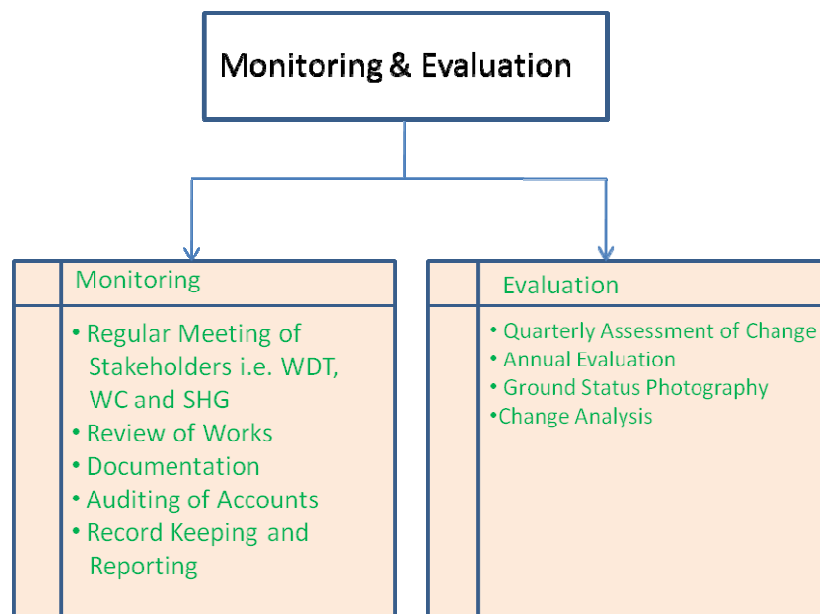 Monitoring & Evaluation
Monitoring
• Regular Meeting of
Stakeholders i.e. WDT,
WC and SHG
• Review of Works
• Documentation
• Auditing of Accounts
• Record Keeping and
Reporting
Evaluation
• Quarterly Assessment of Change
• Annual Evaluation
• Ground Status Photography
•Change Analysis